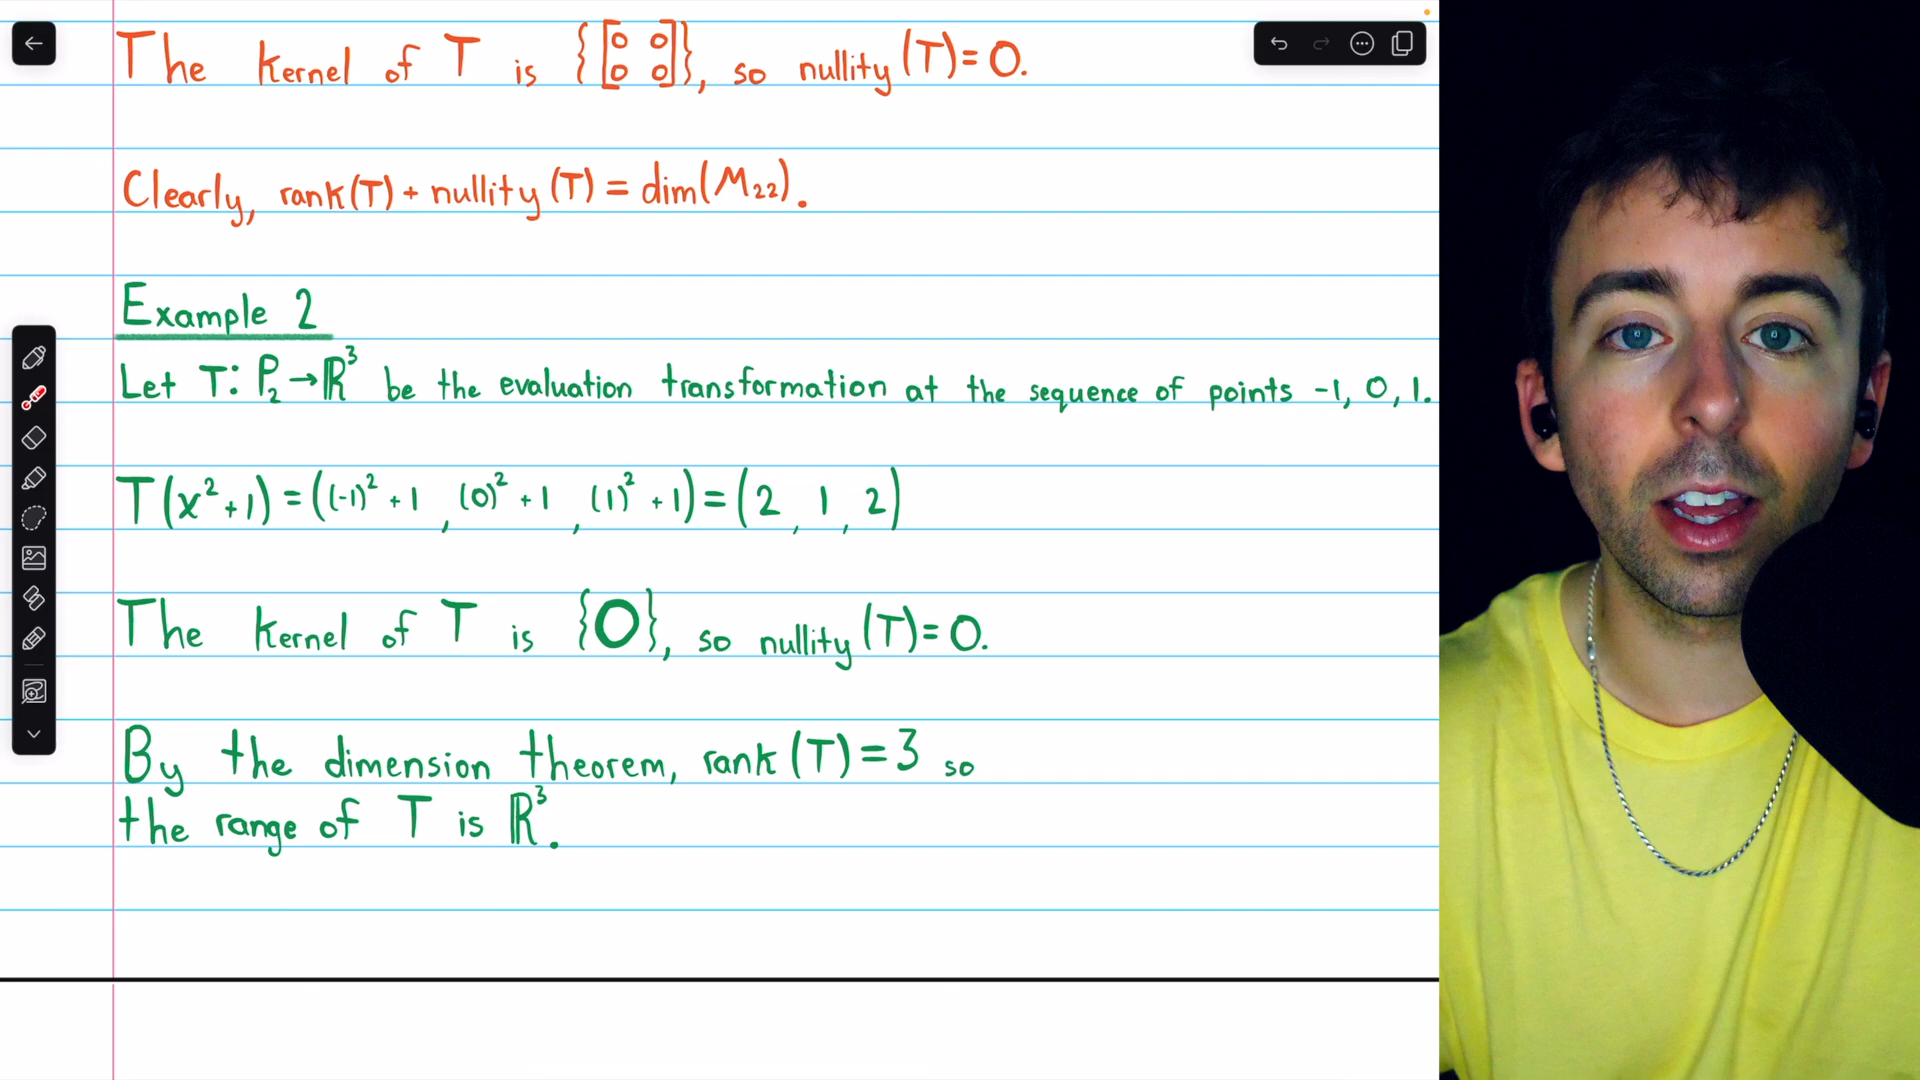 The kernel of T is {[0 0
0 0]}, so nullity (T)=0.
Clearly, rank(T) + nullity (T) = dim(M₂₂).
Example 2
Let T: P₂→ℝ³ be the evaluation transformation at the sequence of points -1, 0, 1.
T(x²+1) = ((-1)²+1, (0)²+1, (1)²+1) = (2, 1, 2)
The kernel of T is {0}, so nullity (T)=0.
By the dimension theorem, rank (T)=3 so
the range of T is ℝ³.